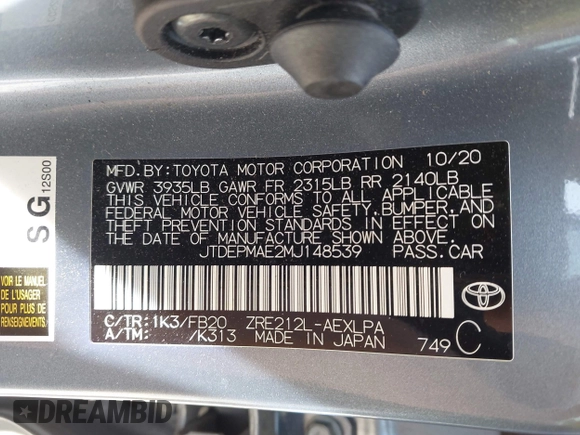 MFD.BY:TOYOTA MOTOR CORPORATION 10/20
GVWR 3935LB GAWR FR 2315LB RR 2140LB
THIS VEHICLE CONFORMS TO ALL APPLICABLE
FEDERAL MOTOR VEHICLE SAFETY,BUMPER,AND
THEFT PREVENTION STANDARDS IN EFFECT ON
THE DATE OF MANUFACTURE SHOWN ABOVE.
JTDEPMAE2MJ148539 PASS.CAR
C/TR:1K3/FB20 ZRE212L-AEXLPA
A/TM: /K313 MADE IN JAPAN 749 C
S G 12S00
VOIR LE MANUEL
DE L'USAGER
POUR PLUS DE
RENSEIGNEMENTS
DREAMBID